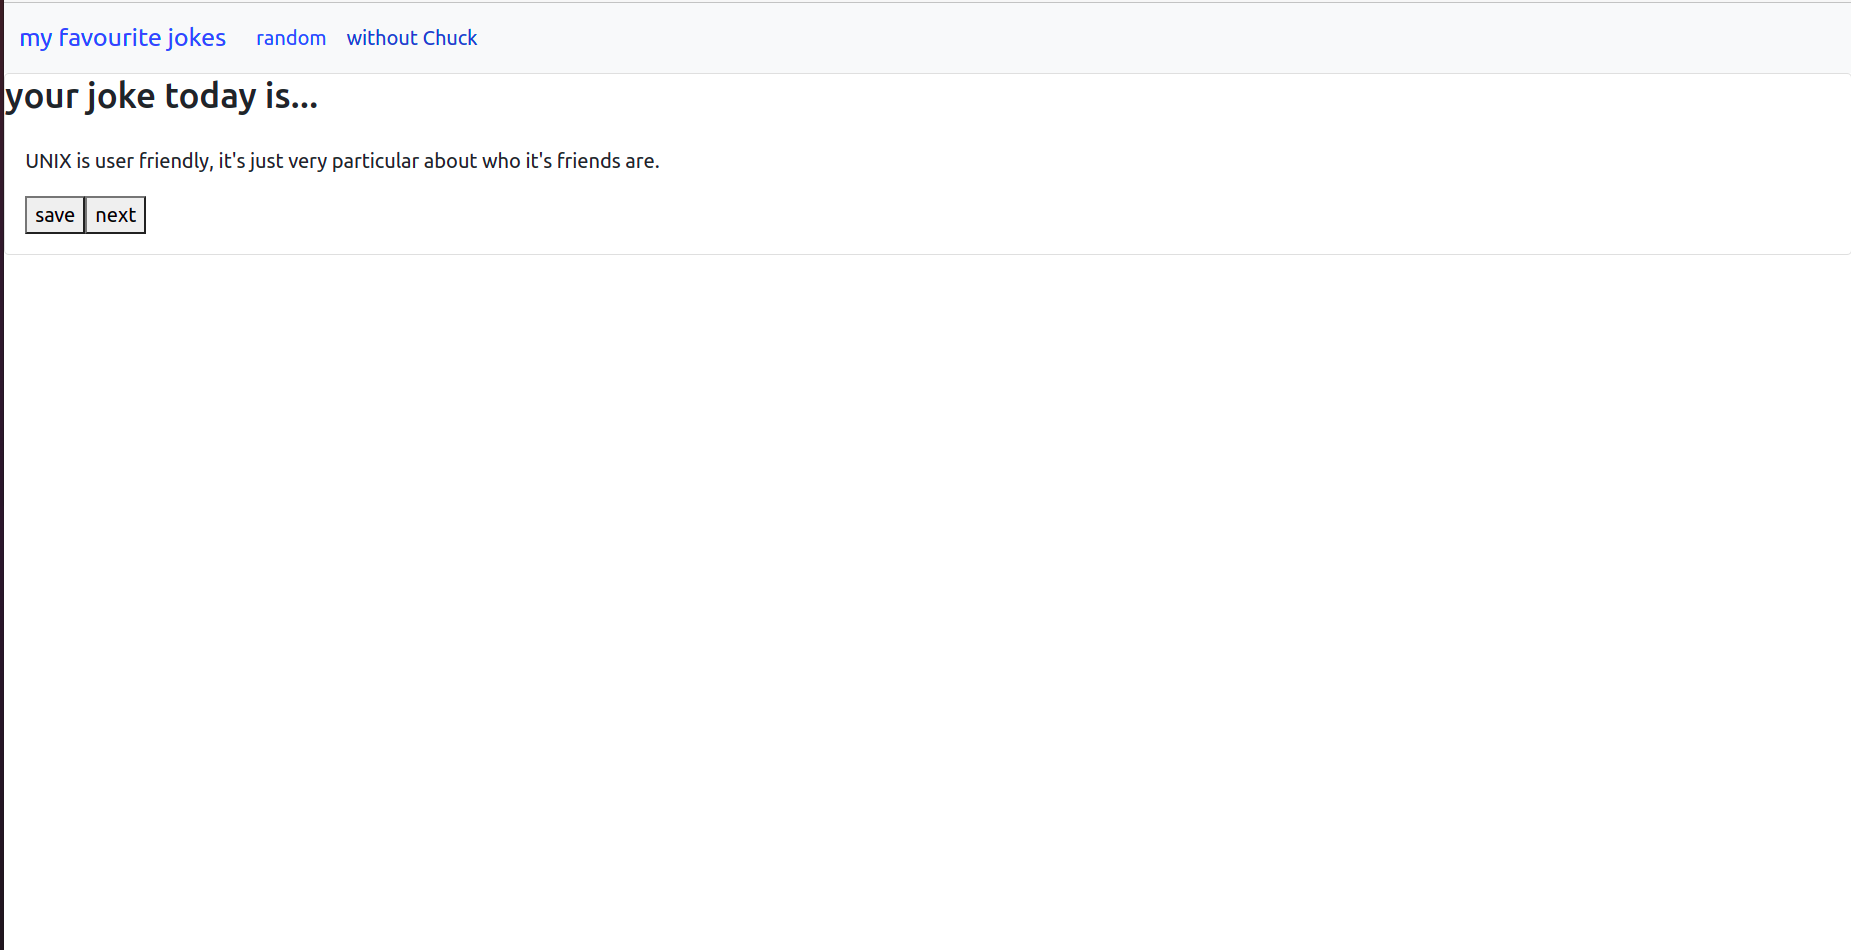 my favourite jokes random without Chuck
your joke today is...
UNIX is user friendly, it's just very particular about who it's friends are.
save next